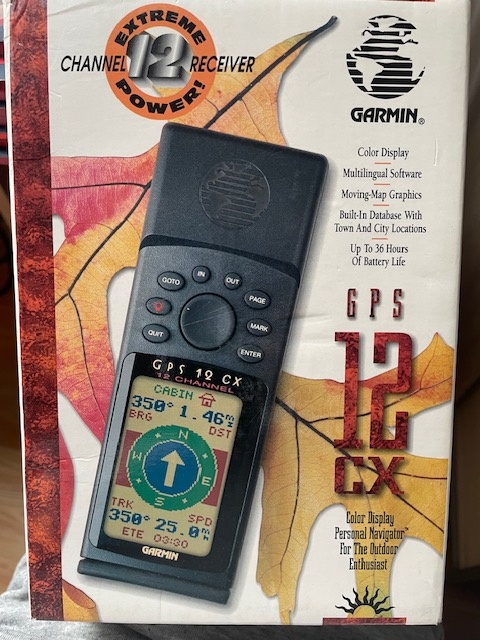 EXTREME
CHANNEL 12 RECEIVER
POWER!
GARMIN®
Color Display
Multilingual Software
Moving-Map Graphics
Built-In Database With
Town And City Locations
Up To 36 Hours
Of Battery Life
GPS
12
CX
Color Display
Personal Navigator™
For The Outdoor
Enthusiast
IN
OUT
GOTO
PAGE
MARK
QUIT
ENTER
GPS 12 CX
12 CHANNEL
CABIN
350° 1.46
BRG DST
N
W E
S
TRK SPD
350° 25.0
ETE 03:30
GARMIN